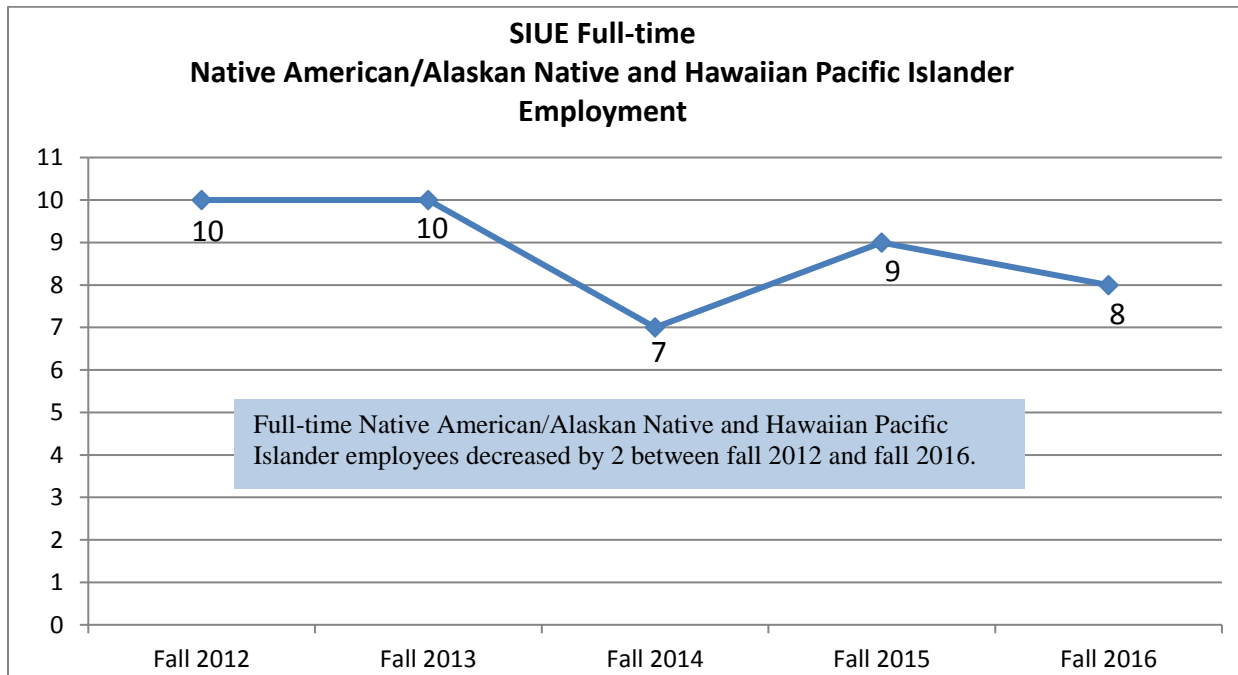 SIUE Full-time
Native American/Alaskan Native and Hawaiian Pacific Islander
Employment
11
10
9
8
7
6
5
4
3
2
1
0
10
10
7
9
8
Full-time Native American/Alaskan Native and Hawaiian Pacific
Islander employees decreased by 2 between fall 2012 and fall 2016.
Fall 2012
Fall 2013
Fall 2014
Fall 2015
Fall 2016